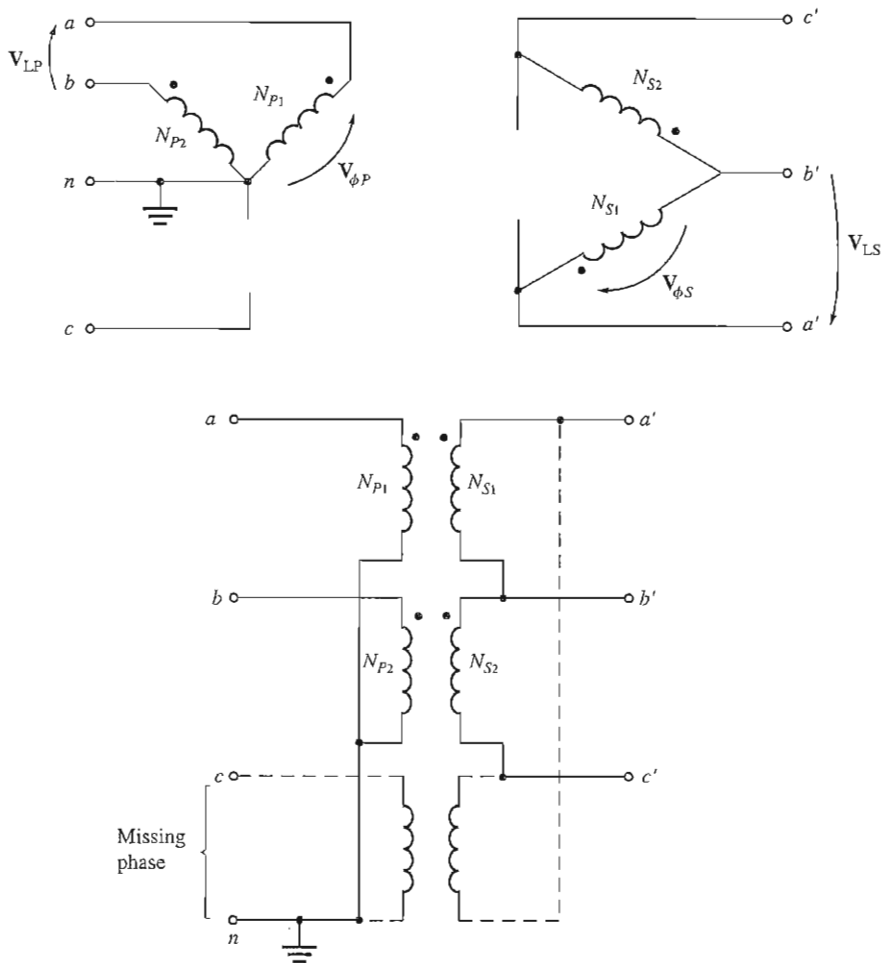 a
V_LP
b
N_P2
N_P1
n
V_ϕP
c
c'
N_S2
b'
N_S1
V_LS
V_ϕS
a'
a
a'
N_P1
N_S1
b
b'
N_P2
N_S2
c
c'
Missing
phase
n